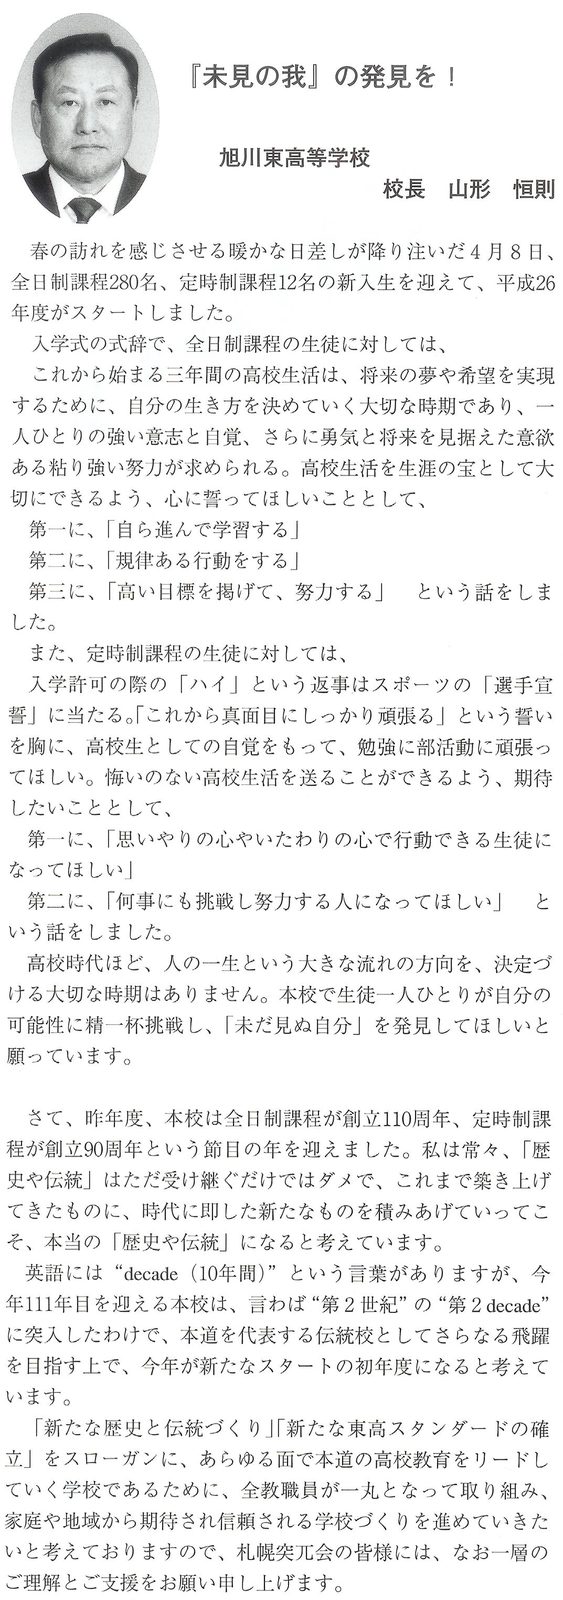 『未見の我』の発見を！
旭川東高等学校
校長　山形　恒則
春の訪れを感じさせる暖かな日差しが降り注いだ４月８日、
全日制課程280名、定時制課程12名の新入生を迎えて、平成26
年度がスタートしました。
入学式の式辞で、全日制課程の生徒に対しては、
これから始まる三年間の高校生活は、将来の夢や希望を実現
するために、自分の生き方を決めていく大切な時期であり、一
人ひとりの強い意志と自覚、さらに勇気と将来を見据えた意欲
ある粘り強い努力が求められる。高校生活を生涯の宝として大
切にできるよう、心に誓ってほしいこととして、
第一に、「自ら進んで学習する」
第二に、「規律ある行動をする」
第三に、「高い目標を掲げて、努力する」　という話をしま
した。
また、定時制課程の生徒に対しては、
入学許可の際の「ハイ」という返事はスポーツの「選手宣
誓」に当たる。「これから真面目にしっかり頑張る」という誓い
を胸に、高校生としての自覚をもって、勉強に部活動に頑張っ
てほしい。悔いのない高校生活を送ることができるよう、期待
したいこととして、
第一に、「思いやりの心やいたわりの心で行動できる生徒に
なってほしい」
第二に、「何事にも挑戦し努力する人になってほしい」　と
いう話をしました。
高校時代ほど、人の一生という大きな流れの方向を、決定づ
ける大切な時期はありません。本校で生徒一人ひとりが自分の
可能性に精一杯挑戦し、「未だ見ぬ自分」を発見してほしいと
願っています。
さて、昨年度、本校は全日制課程が創立110周年、定時制課
程が創立90周年という節目の年を迎えました。私は常々、「歴
史や伝統」はただ受け継ぐだけではダメで、これまで築き上げ
てきたものに、時代に即した新たなものを積みあげていってこ
そ、本当の「歴史や伝統」になると考えています。
英語には “decade（10年間）” という言葉がありますが、今
年111年目を迎える本校は、言わば “第２世紀” の “第２decade”
に突入したわけで、本道を代表する伝統校としてさらなる飛躍
を目指す上で、今年が新たなスタートの初年度になると考えて
います。
「新たな歴史と伝統づくり」「新たな東高スタンダードの確
立」をスローガンに、あらゆる面で本道の高校教育をリードし
ていく学校であるために、全教職員が一丸となって取り組み、
家庭や地域から期待され信頼される学校づくりを進めていきた
いと考えておりますので、札幌突兀会の皆様には、なお一層の
ご理解とご支援をお願い申し上げます。